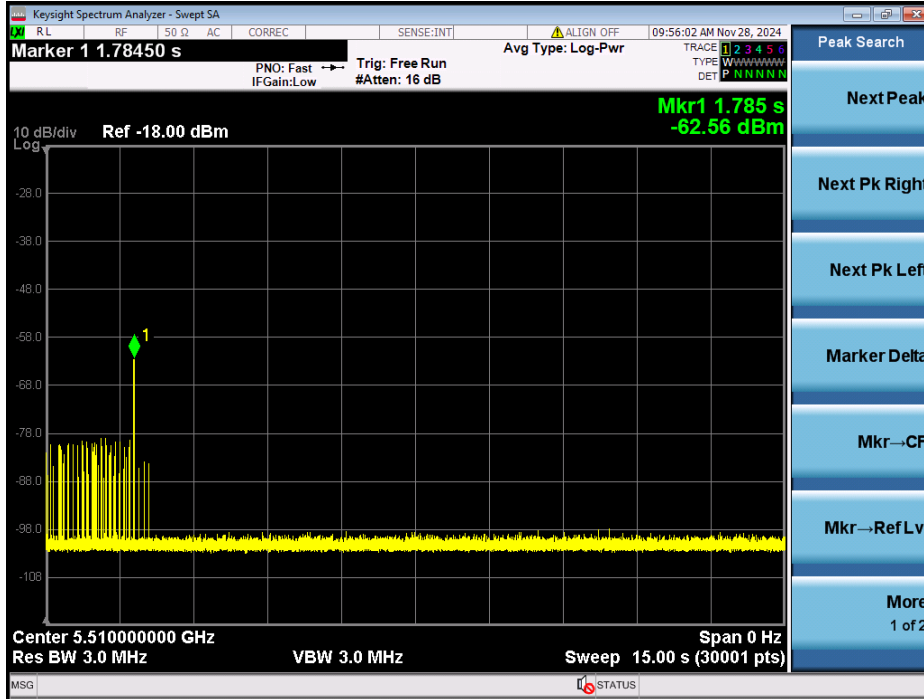 Keysight Spectrum Analyzer - Swept SA
LXI RL RF 50 Ω AC CORREC SENSE:INT ALIGN OFF 09:56:02 AM Nov 28, 2024
Marker 1 1.78450 s
PNO: Fast
IFGain:Low
Trig: Free Run
#Atten: 16 dB
Avg Type: Log-Pwr
TRACE 1 2 3 4 5 6
TYPE WWWWWW
DET P N N N N N
Mkr1 1.785 s
-62.56 dBm
10 dB/div Ref -18.00 dBm
Log
-28.0
-38.0
-48.0
-58.0
1
-68.0
-78.0
-88.0
-98.0
-108
Center 5.510000000 GHz Span 0 Hz
Res BW 3.0 MHz VBW 3.0 MHz Sweep 15.00 s (30001 pts)
MSG STATUS
Peak Search
Next Peak
Next Pk Right
Next Pk Left
Marker Delta
Mkr→CF
Mkr→Ref Lv
More
1 of 2